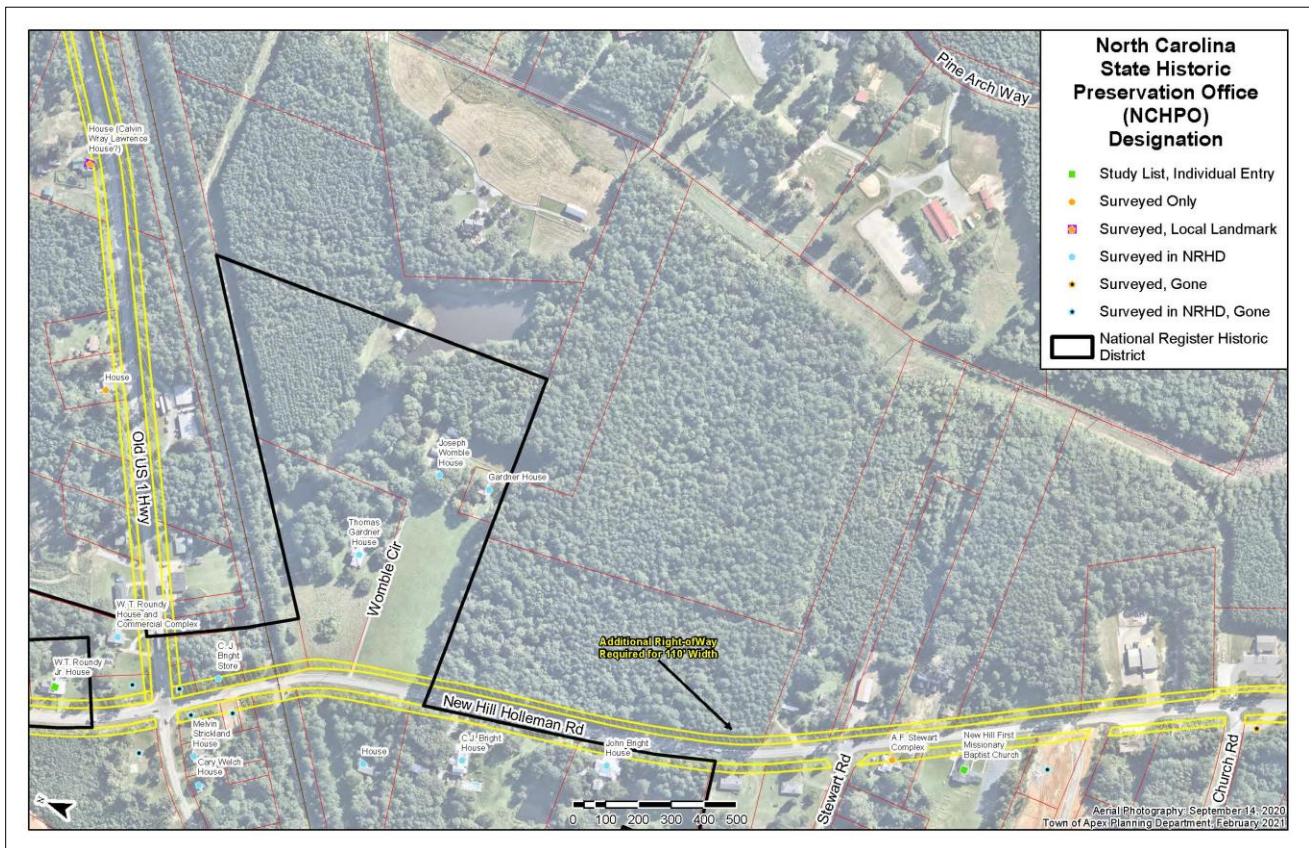 North Carolina
State Historic
Preservation Office
(NCHPO)
Designation
Study List, Individual Entry
Surveyed Only
Surveyed, Local Landmark
Surveyed in NRHD
Surveyed, Gone
Surveyed in NRHD, Gone
National Register Historic
District
Pine Arch Way
House (Calvin
Wray Lawrence
House?)
House
Old US 1 Hwy
Joseph
Womble
House
Gardner House
Thomas
Gardner
House
Womble Cir
W. T. Roundy
House and
Commercial Complex
W.T. Roundy
Jr. House
C. J.
Bright
Store
Additional Right-of Way
Required for 110' Width
New Hill Holleman Rd
Melvin
Strickland
House
Cary Welch
House
House
C.J. Bright
House
John Bright
House
A.F. Stewart
Complex
New Hill First
Missionary
Baptist Church
Stewart Rd
Church Rd
N
0 100 200 300 400 500
Aerial Photography: September 14, 2020
Town of Apex Planning Department, February 2021